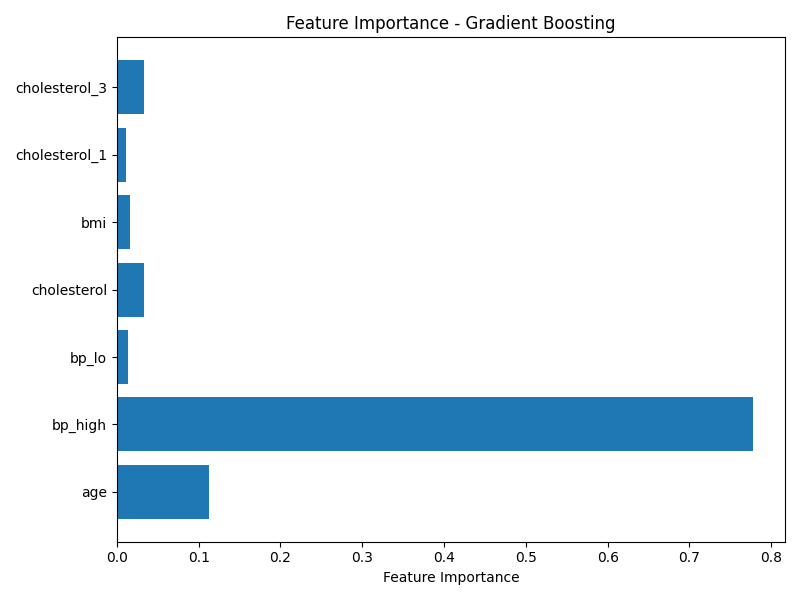 Feature Importance - Gradient Boosting
cholesterol_3
cholesterol_1
bmi
cholesterol
bp_lo
bp_high
age
0.0 0.1 0.2 0.3 0.4 0.5 0.6 0.7 0.8
Feature Importance